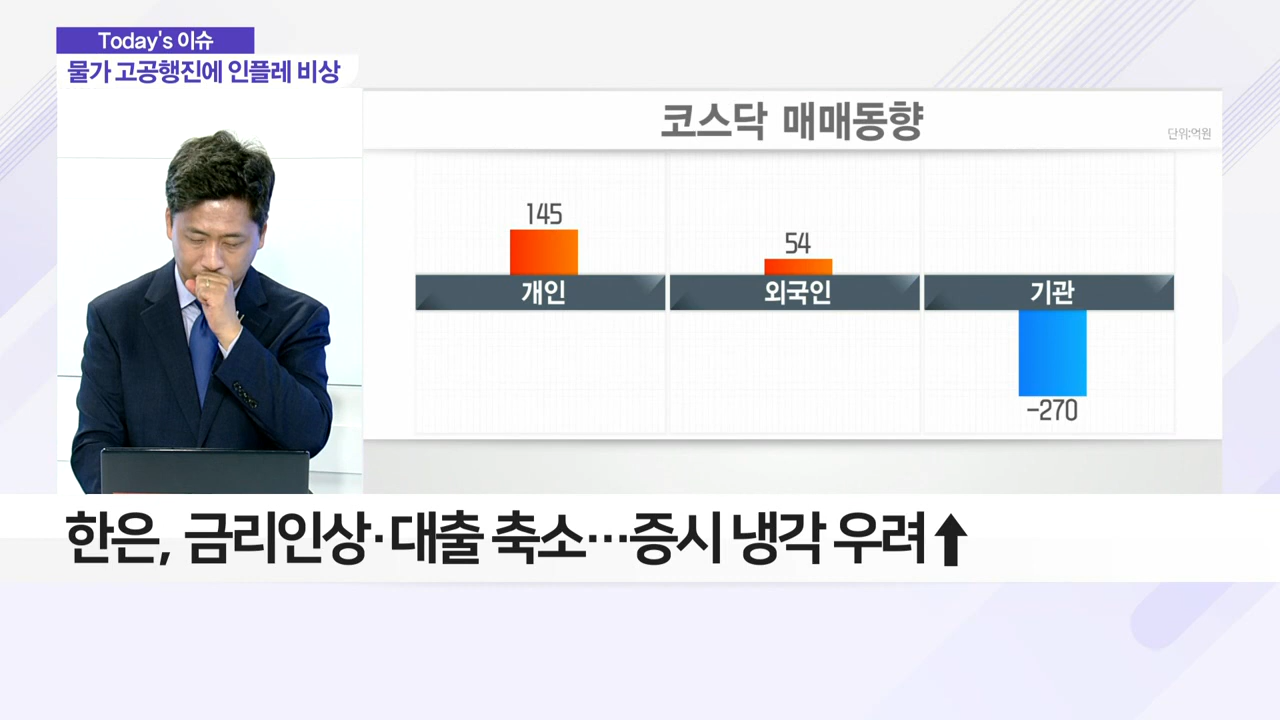 Today's 이슈
물가 고공행진에 인플레 비상
코스닥 매매동향
단위:억원
145
54
개인
외국인
기관
-270
한은, 금리인상·대출 축소…증시 냉각 우려↑